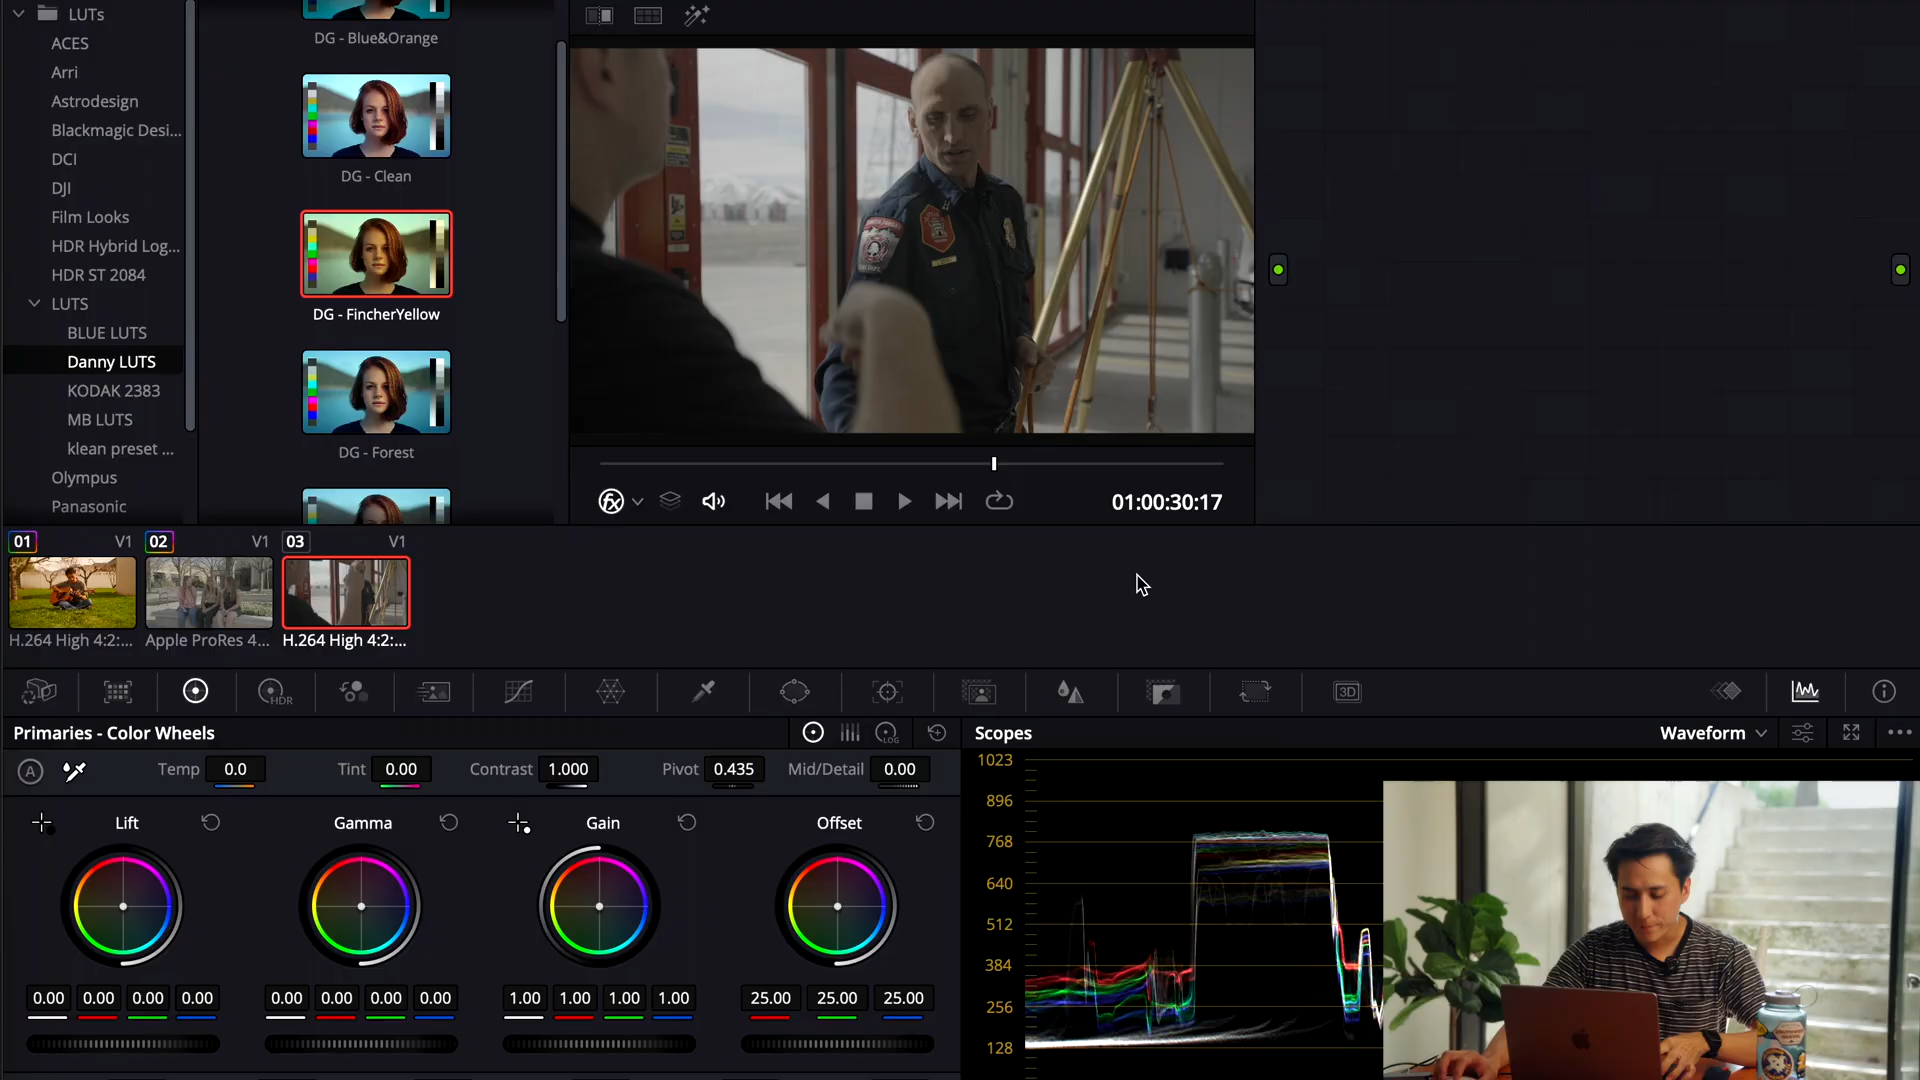 LUTs
ACES
Arri
Astrodesign
Blackmagic Desi...
DCI
DJI
Film Looks
HDR Hybrid Log...
HDR ST 2084
LUTS
BLUE LUTS
Danny LUTS
KODAK 2383
MB LUTS
klean preset ...
Olympus
Panasonic
DG - Blue&Orange
DG - Clean
DG - FincherYellow
DG - Forest
fx
01:00:30:17
01 V1
02 V1
03 V1
H.264 High 4:2:...
Apple ProRes 4...
H.264 High 4:2:...
HDR
3D
Primaries - Color Wheels
LOG
A
Temp 0.0
Tint 0.00
Contrast 1.000
Pivot 0.435
Mid/Detail 0.00
Lift
Gamma
Gain
Offset
0.00 0.00 0.00 0.00
0.00 0.00 0.00 0.00
1.00 1.00 1.00 1.00
25.00 25.00 25.00
Scopes
Waveform
1023
896
768
640
512
384
256
128